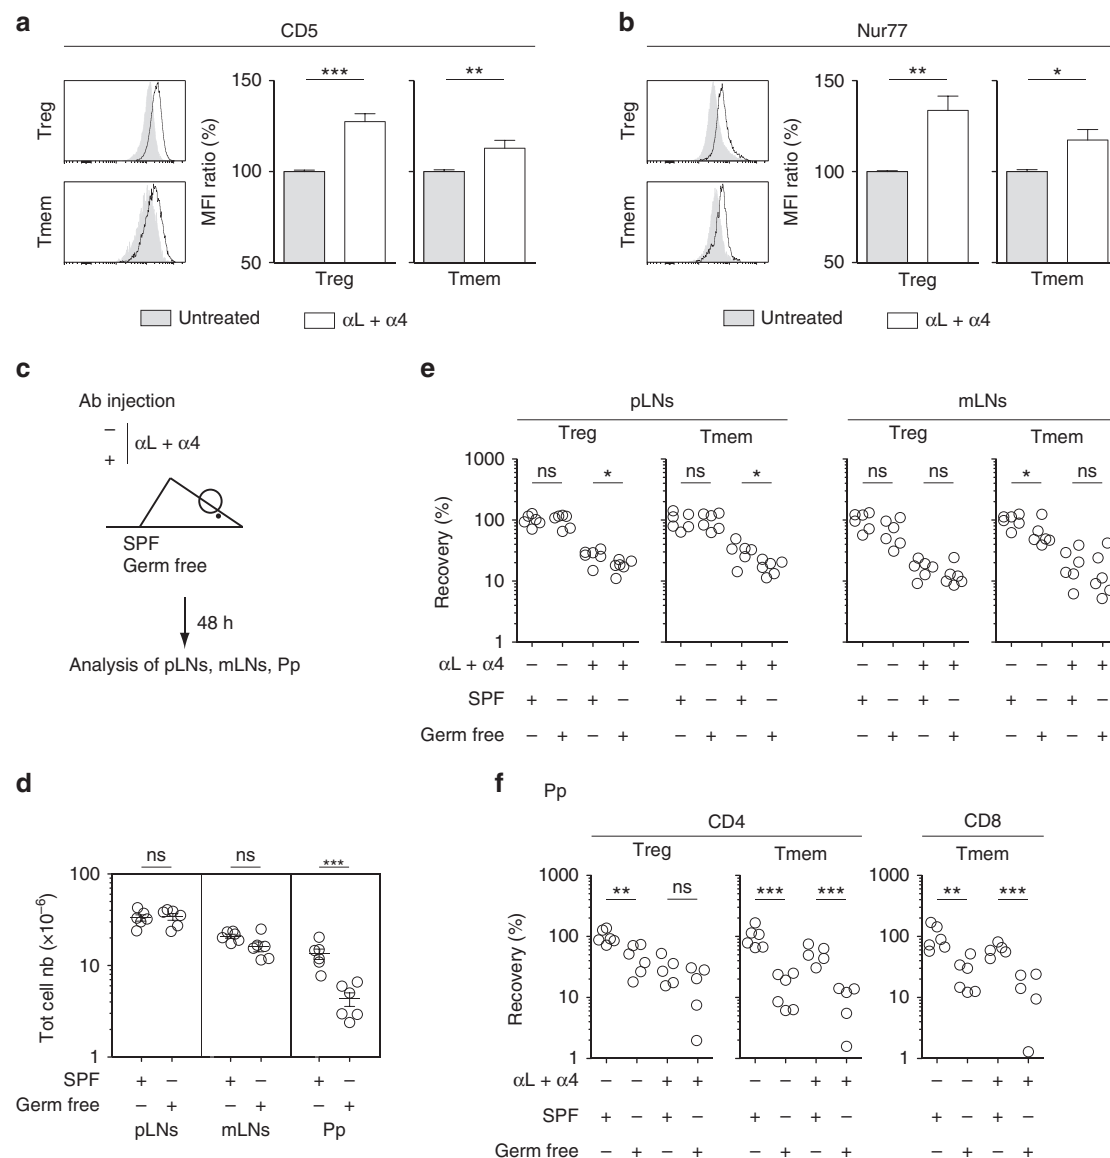 a
CD5
Treg
Tmem
MFI ratio (%)
150
100
50
***
**
Treg
Tmem
Untreated
αL + α4
b
Nur77
Treg
Tmem
MFI ratio (%)
150
100
50
**
*
Treg
Tmem
Untreated
αL + α4
c
Ab injection
–
+
αL + α4
SPF
Germ free
48 h
Analysis of pLNs, mLNs, Pp
e
pLNs
mLNs
Treg
Tmem
Treg
Tmem
Recovery (%)
1000
100
10
1
ns
*
ns
*
ns
ns
*
ns
αL + α4
– – + + – – + + – – + + – – + +
SPF
+ – + – + – + – + – + – + – + –
Germ free
– + – + – + – + – + – + – + – +
d
Tot cell nb (×10⁻⁶)
100
10
1
ns
ns
***
SPF
+ – + – + –
Germ free
– + – + – +
pLNs
mLNs
Pp
f
Pp
CD4
CD8
Treg
Tmem
Tmem
Recovery (%)
1000
100
10
1
**
ns
***
***
1000
100
10
1
**
***
αL + α4
– – + + – – + + – – + +
SPF
+ – + – + – + – + – + –
Germ free
– + – + – + – + – + – +